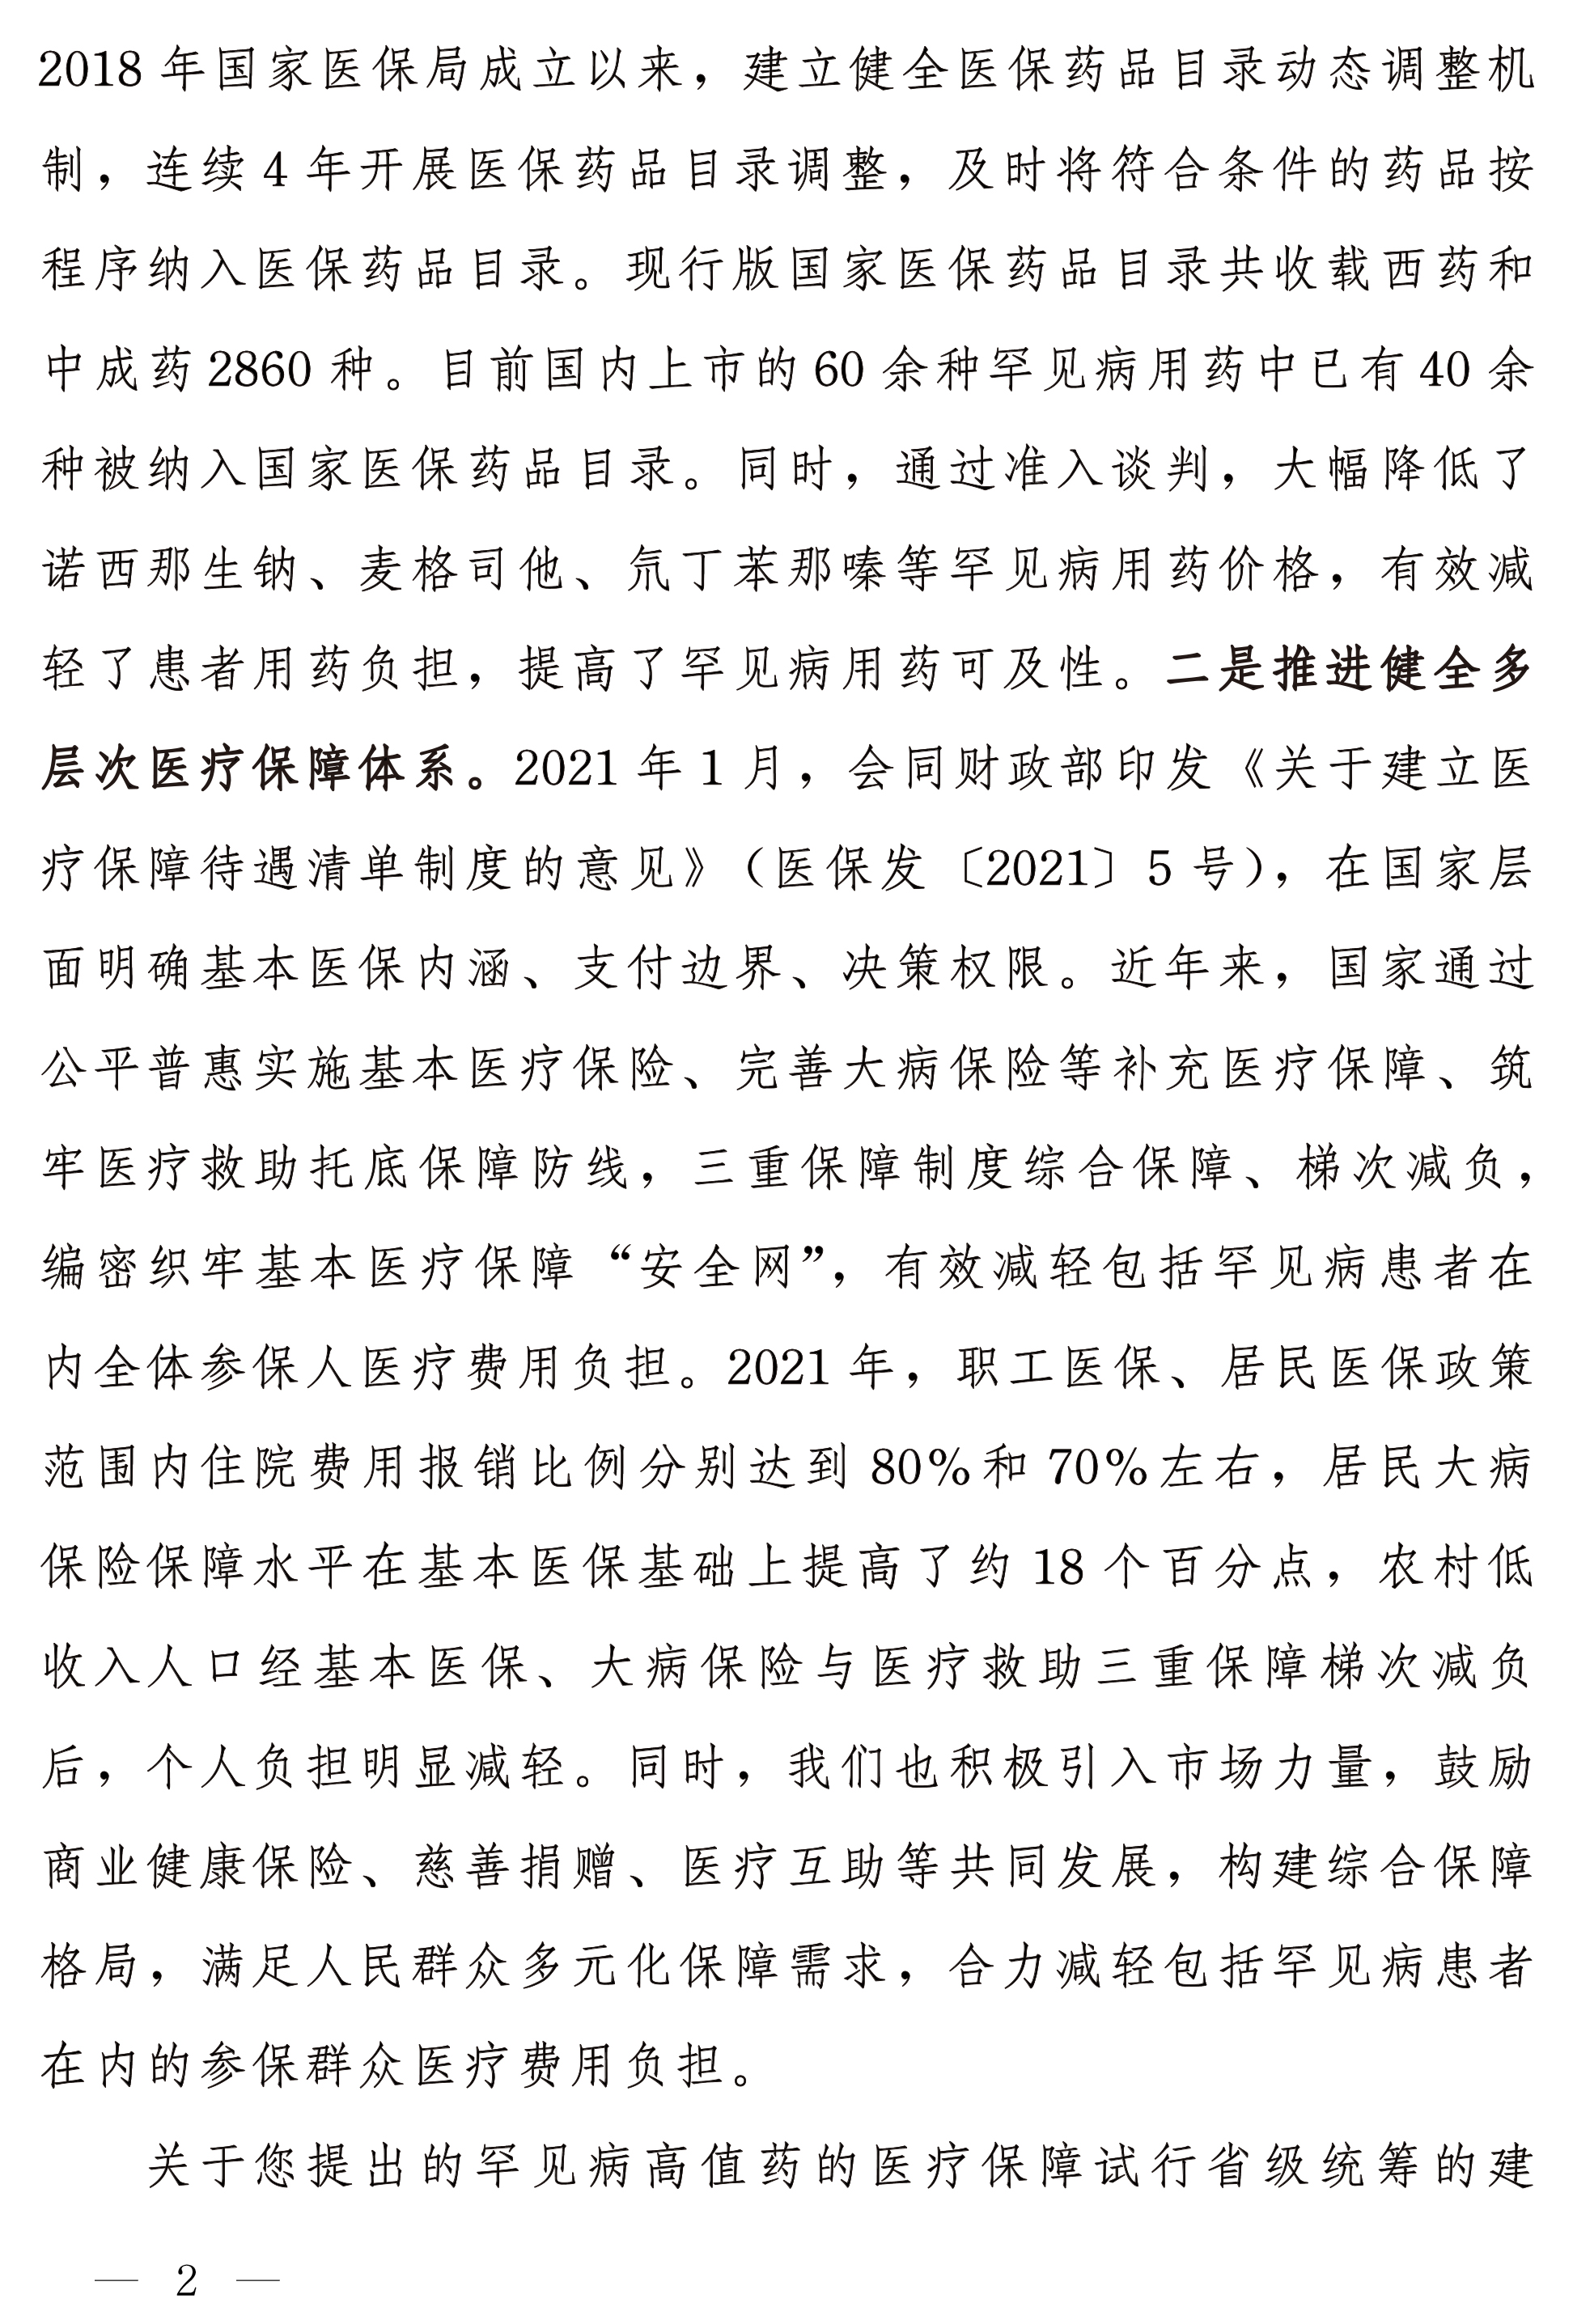 2018 年国家医保局成立以来，建立健全医保药品目录动态调整机
制，连续 4 年开展医保药品目录调整，及时将符合条件的药品按
程序纳入医保药品目录。现行版国家医保药品目录共收载西药和
中成药 2860 种。目前国内上市的 60 余种罕见病用药中已有 40 余
种被纳入国家医保药品目录。同时，通过准入谈判，大幅降低了
诺西那生钠、麦格司他、氘丁苯那嗪等罕见病用药价格，有效减
轻了患者用药负担，提高了罕见病用药可及性。二是推进健全多
层次医疗保障体系。2021 年 1 月，会同财政部印发《关于建立医
疗保障待遇清单制度的意见》（医保发〔2021〕5 号），在国家层
面明确基本医保内涵、支付边界、决策权限。近年来，国家通过
公平普惠实施基本医疗保险、完善大病保险等补充医疗保障、筑
牢医疗救助托底保障防线，三重保障制度综合保障、梯次减负，
编密织牢基本医疗保障“安全网”，有效减轻包括罕见病患者在
内全体参保人医疗费用负担。2021 年，职工医保、居民医保政策
范围内住院费用报销比例分别达到 80%和 70%左右，居民大病
保险保障水平在基本医保基础上提高了约 18 个百分点，农村低
收入人口经基本医保、大病保险与医疗救助三重保障梯次减负
后，个人负担明显减轻。同时，我们也积极引入市场力量，鼓励
商业健康保险、慈善捐赠、医疗互助等共同发展，构建综合保障
格局，满足人民群众多元化保障需求，合力减轻包括罕见病患者
在内的参保群众医疗费用负担。
关于您提出的罕见病高值药的医疗保障试行省级统筹的建
— 2 —